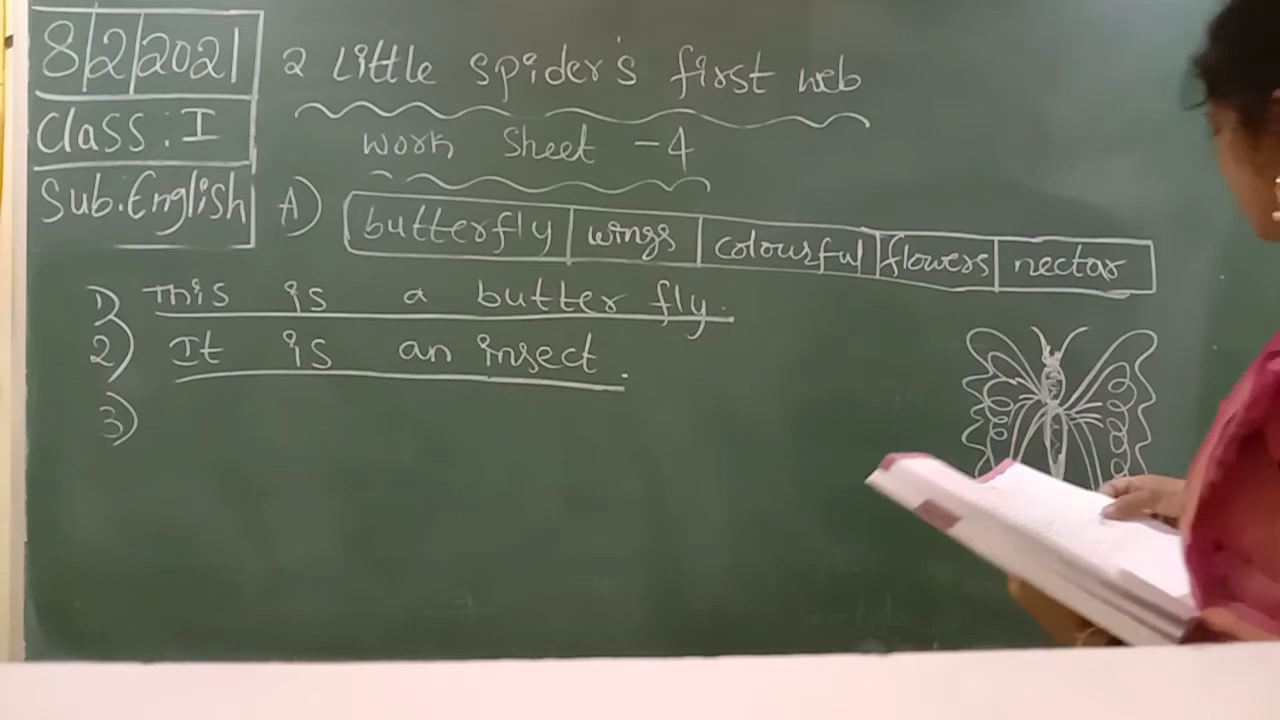 8/2/2021
Class: I
Sub. English
2 Little spider's first web
Work Sheet - 4
A) butterfly wings colourful flowers nectar
1) This is a butter fly.
2) It is an insect.
3)